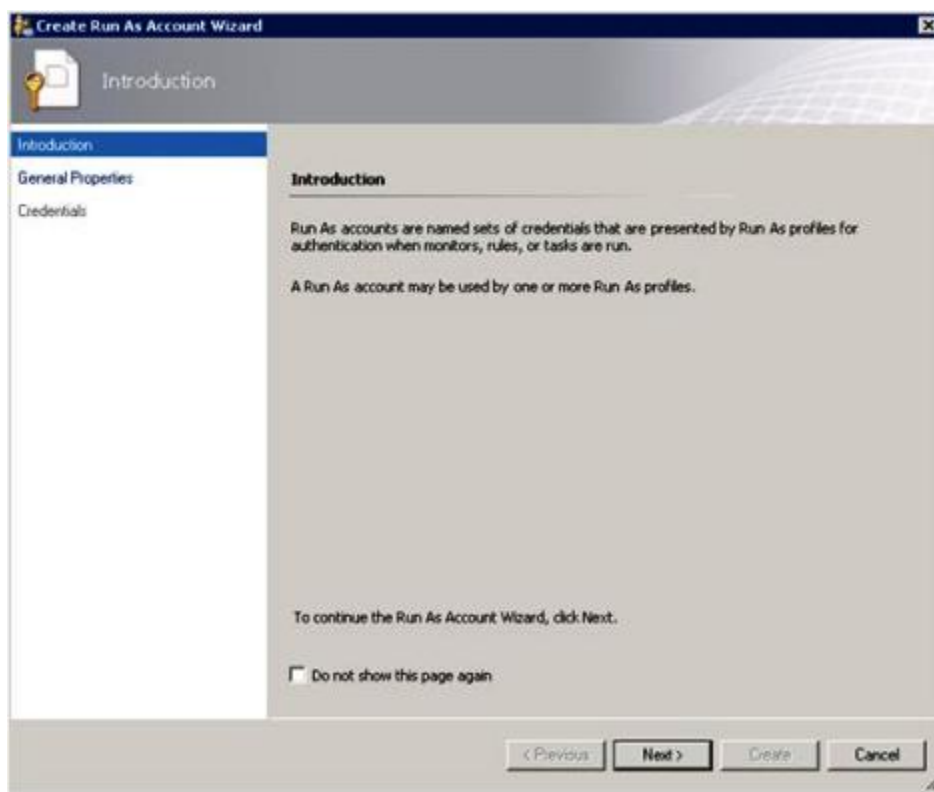 Create Run As Account Wizard
Introduction
Introduction
General Properties
Credentials
Introduction
Run As accounts are named sets of credentials that are presented by Run As profiles for
authentication when monitors, rules, or tasks are run.
A Run As account may be used by one or more Run As profiles.
To continue the Run As Account Wizard, click Next.
Do not show this page again
< Previous
Next >
Create
Cancel